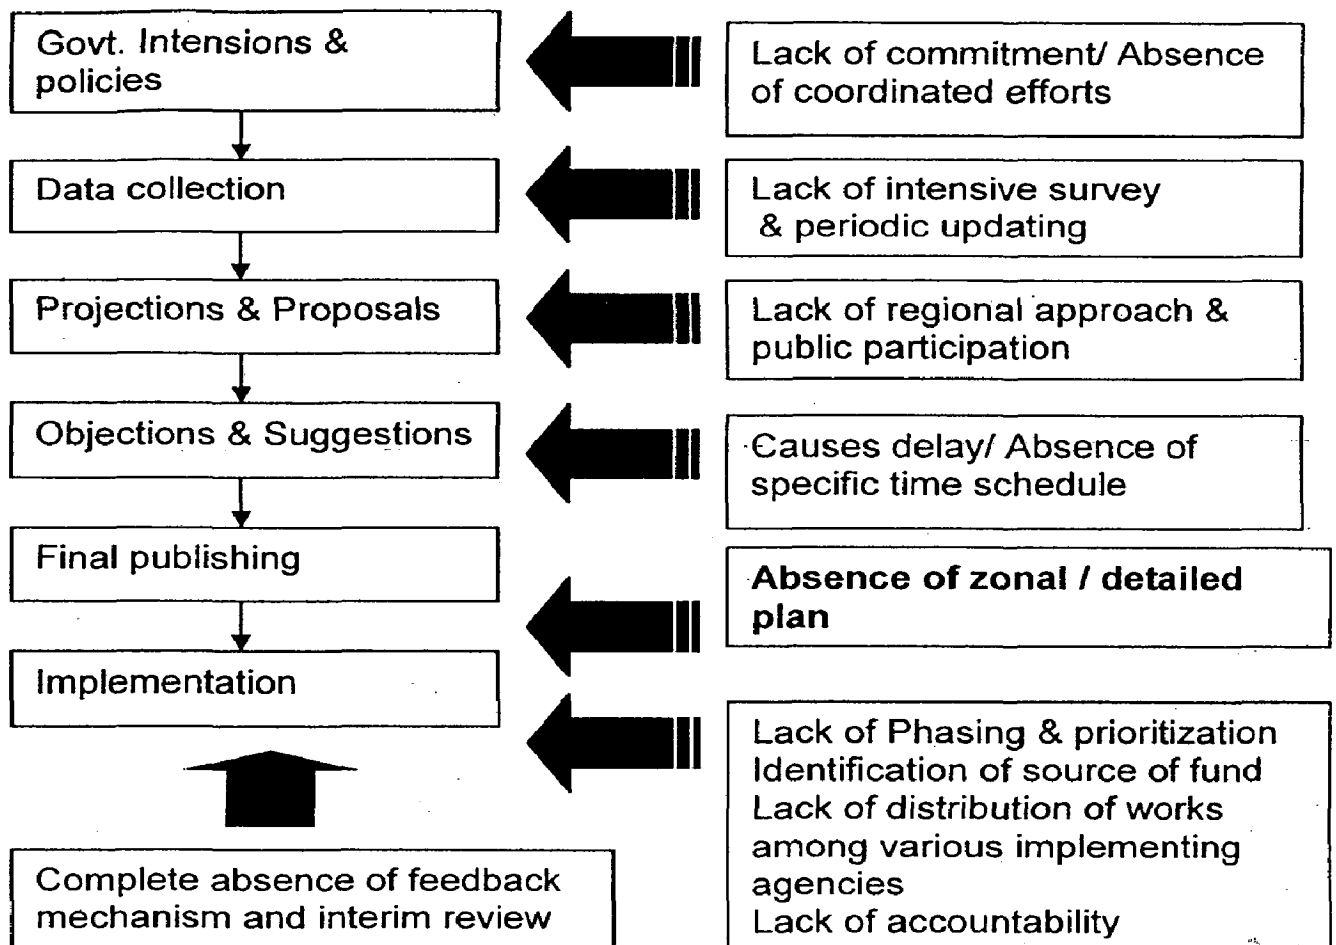 Govt. Intensions &
policies
Lack of commitment/ Absence
of coordinated efforts
Data collection
Lack of intensive survey
& periodic updating
Projections & Proposals
Lack of regional approach &
public participation
Objections & Suggestions
Causes delay/ Absence of
specific time schedule
Final publishing
Absence of zonal / detailed
plan
Implementation
Lack of Phasing & prioritization
Identification of source of fund
Lack of distribution of works
among various implementing
agencies
Lack of accountability
Complete absence of feedback
mechanism and interim review